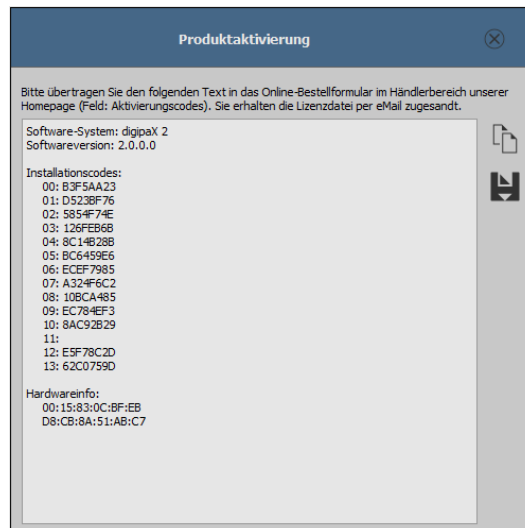 Produktaktivierung
Bitte übertragen Sie den folgenden Text in das Online-Bestellformular im Händlerbereich unserer
Homepage (Feld: Aktivierungscodes). Sie erhalten die Lizenzdatei per eMail zugesandt.
Software-System: digipaX 2
Softwareversion: 2.0.0.0
Installationscodes:
00: B3F5AA23
01: D523BF76
02: 5854F74E
03: 126FEB6B
04: 8C14B28B
05: BC6459E6
06: ECEF7985
07: A324F6C2
08: 10BCA485
09: EC784EF3
10: 8AC92B29
11:
12: E5F78C2D
13: 62C0759D
Hardwareinfo:
00:15:83:0C:BF:EB
D8:CB:8A:51:AB:C7